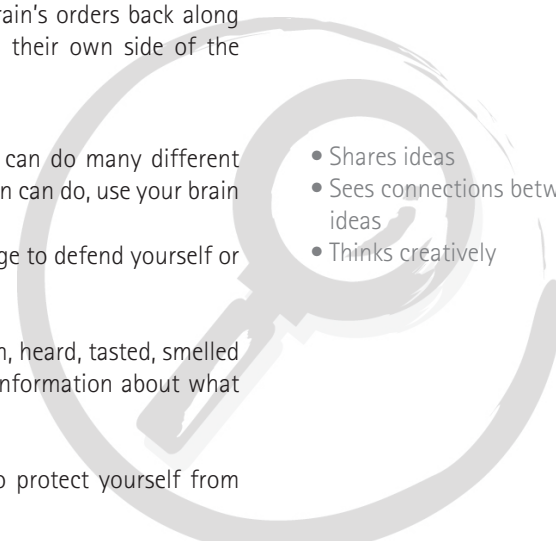 rain's orders back along
their own side of the
can do many different
n can do, use your brain
ge to defend yourself or
n, heard, tasted, smelled
nformation about what
o protect yourself from
• Shares ideas
• Sees connections betw
ideas
• Thinks creatively